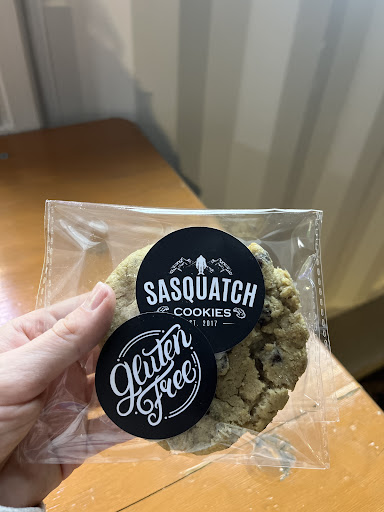 SASQUATCH
COOKIES
EST. 2017
gluten
Free